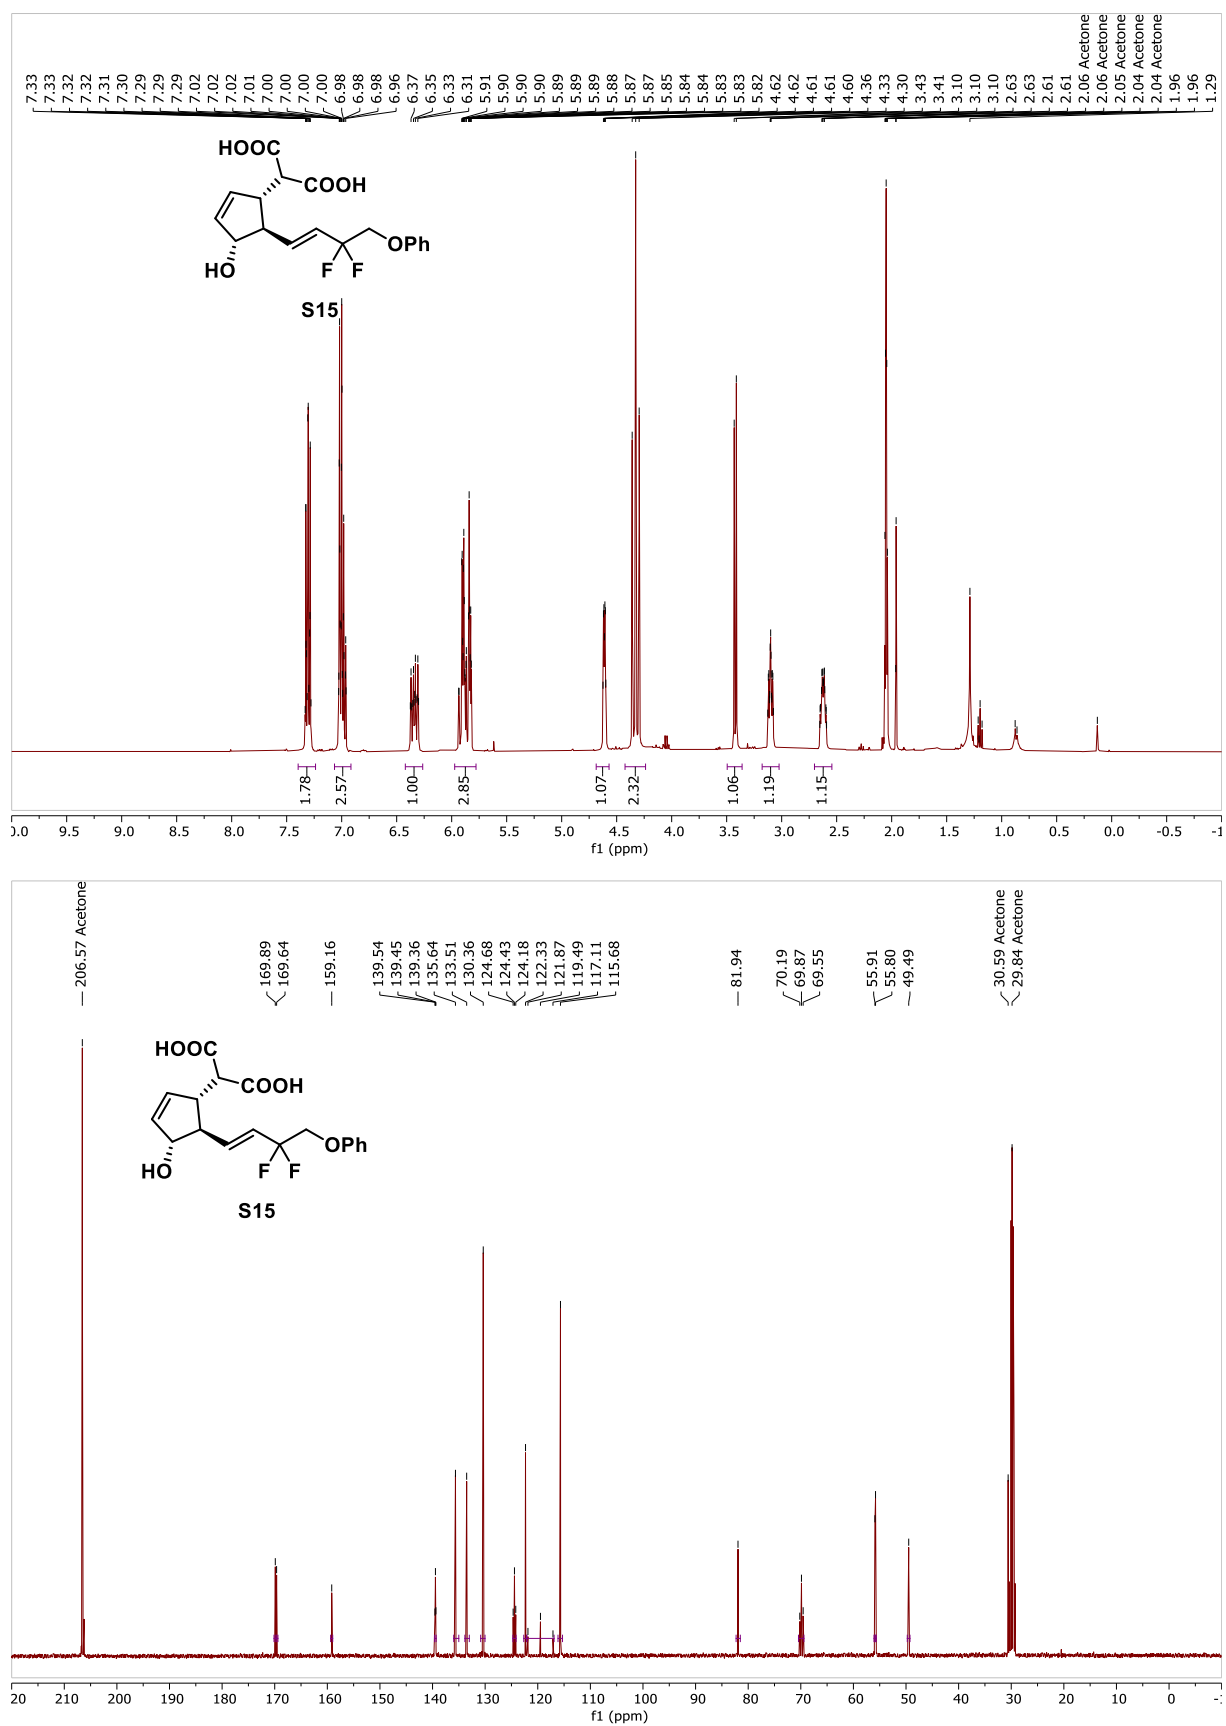 7.33 7.33 7.32 7.32 7.31 7.30 7.29 7.29 7.29 7.02 7.02 7.02 7.01 7.00 7.00 7.00 7.00 6.98 6.98 6.98 6.96 6.37 6.35 6.33 6.31 5.91 5.90 5.90 5.90 5.89 5.89 5.89 5.88 5.87 5.87 5.85 5.84 5.84 5.83 5.83 5.82 4.62 4.62 4.61 4.61 4.60 4.36 4.33 4.30 3.43 3.41 3.10 3.10 3.10 2.63 2.63 2.61 2.61 2.06 Acetone 2.06 Acetone 2.05 Acetone 2.04 Acetone 2.04 Acetone 1.96 1.96 1.29
HOOC
COOH
OPh
HO
F F
S15
1.78 2.57 1.00 2.85 1.07 2.32 1.06 1.19 1.15
0.0 9.5 9.0 8.5 8.0 7.5 7.0 6.5 6.0 5.5 5.0 4.5 4.0 3.5 3.0 2.5 2.0 1.5 1.0 0.5 0.0 -0.5 -1
f1 (ppm)
206.57 Acetone 169.89 169.64 159.16 139.54 139.45 139.36 135.64 133.51 130.36 124.68 124.43 124.18 122.33 121.87 119.49 117.11 115.68 81.94 70.19 69.87 69.55 55.91 55.80 49.49 30.59 Acetone 29.84 Acetone
HOOC
COOH
OPh
HO
F F
S15
20 210 200 190 180 170 160 150 140 130 120 110 100 90 80 70 60 50 40 30 20 10 0 -1
f1 (ppm)